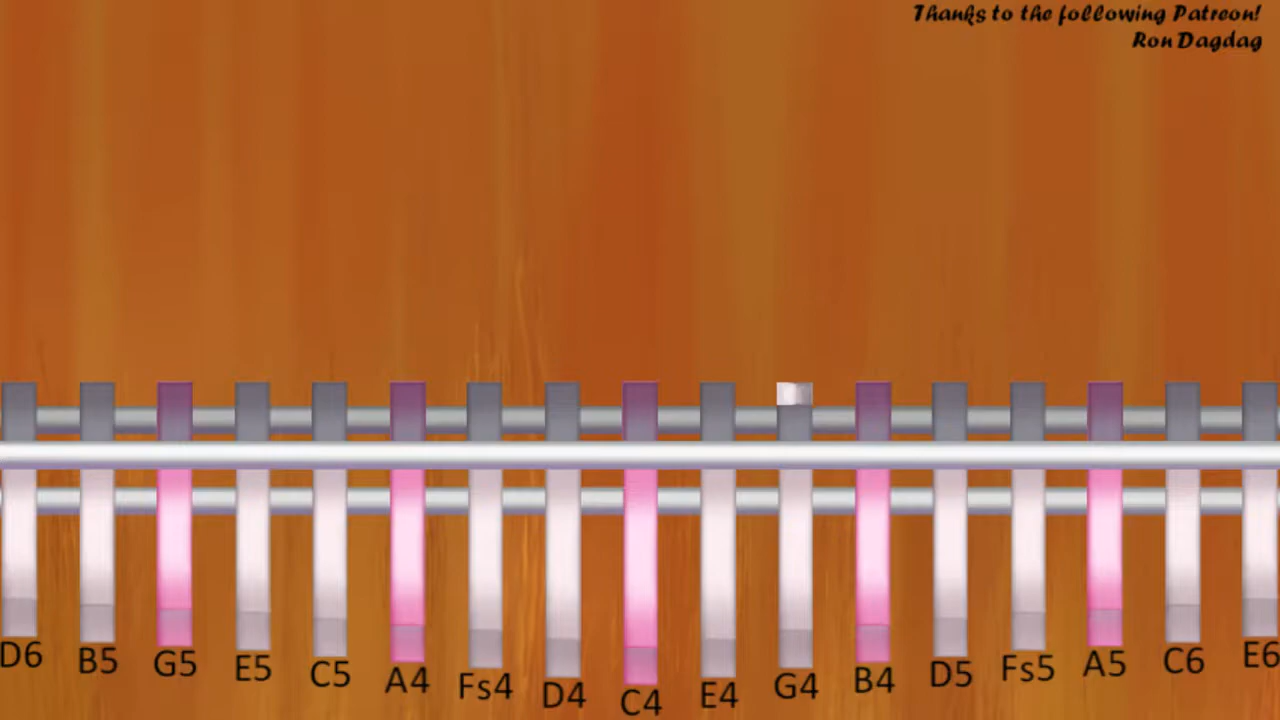 Thanks to the following Patreon!
Ron Dagdag
D6 B5 G5 E5 C5 A4 Fs4 D4 C4 E4 G4 B4 D5 Fs5 A5 C6 E6